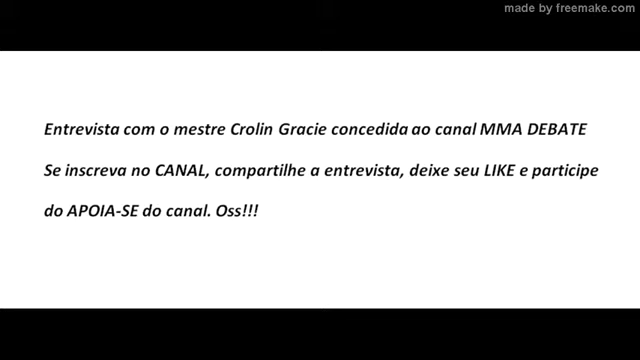 made by freemake.com
Entrevista com o mestre Crolin Gracie concedida ao canal MMA DEBATE
Se inscreva no CANAL, compartilhe a entrevista, deixe seu LIKE e participe
do APOIA-SE do canal. Oss!!!